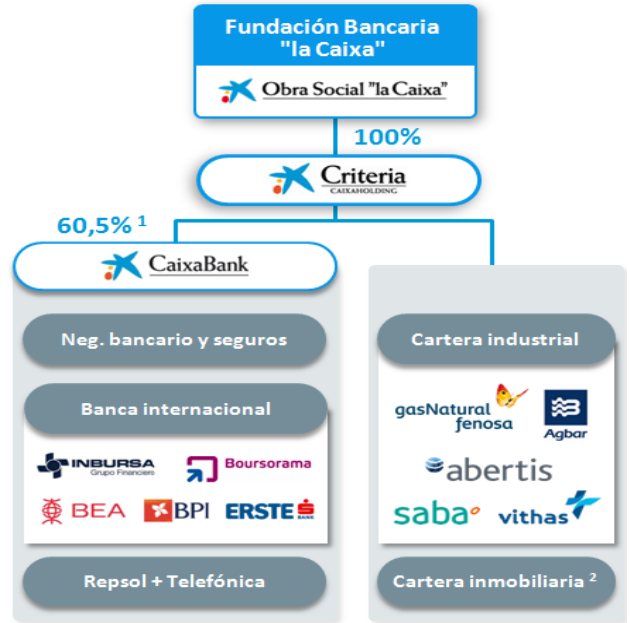 Fundación Bancaria
"la Caixa"
Obra Social "la Caixa"
100%
Criteria
CAIXAHOLDING
60,5% 1
CaixaBank
Neg. bancario y seguros
Banca internacional
INBURSA
Grupo Financiero
Boursorama
BEA
BPI
ERSTE
BANK
Repsol + Telefónica
Cartera industrial
gasNatural
fenosa
Agbar
abertis
saba
vithas
Cartera inmobiliaria 2